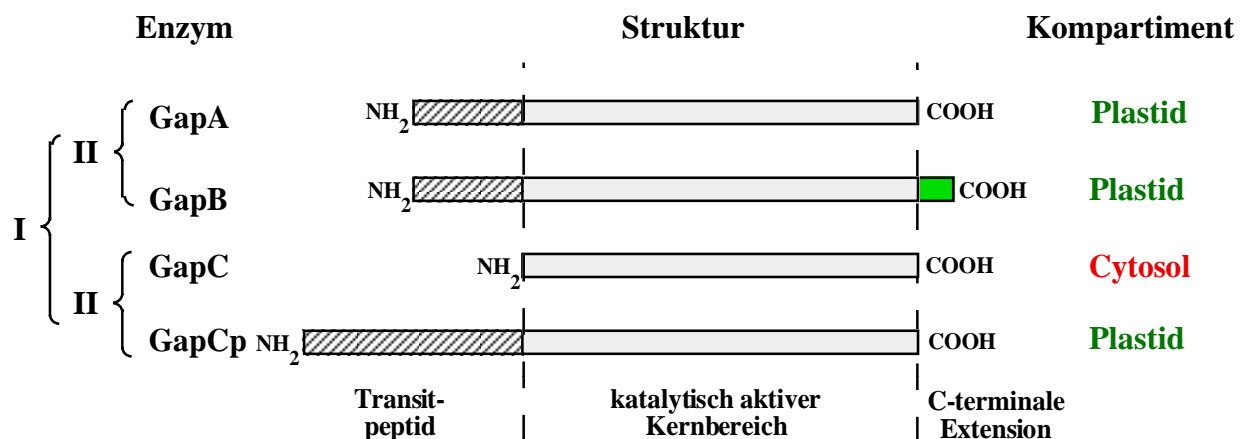 Enzym Struktur Kompartiment
GapA NH2 COOH Plastid
II
GapB NH2 COOH Plastid
I
GapC NH2 COOH Cytosol
II
GapCp NH2 COOH Plastid
Transit- katalytisch aktiver C-terminale
peptid Kernbereich Extension